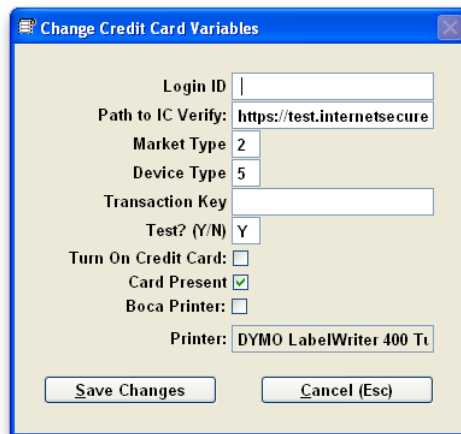 Change Credit Card Variables
Login ID
Path to IC Verify: https://test.internetsecure
Market Type 2
Device Type 5
Transaction Key
Test? (Y/N) Y
Turn On Credit Card:
Card Present
Boca Printer:
Printer: DYMO LabelWriter 400 Tu
Save Changes Cancel (Esc)